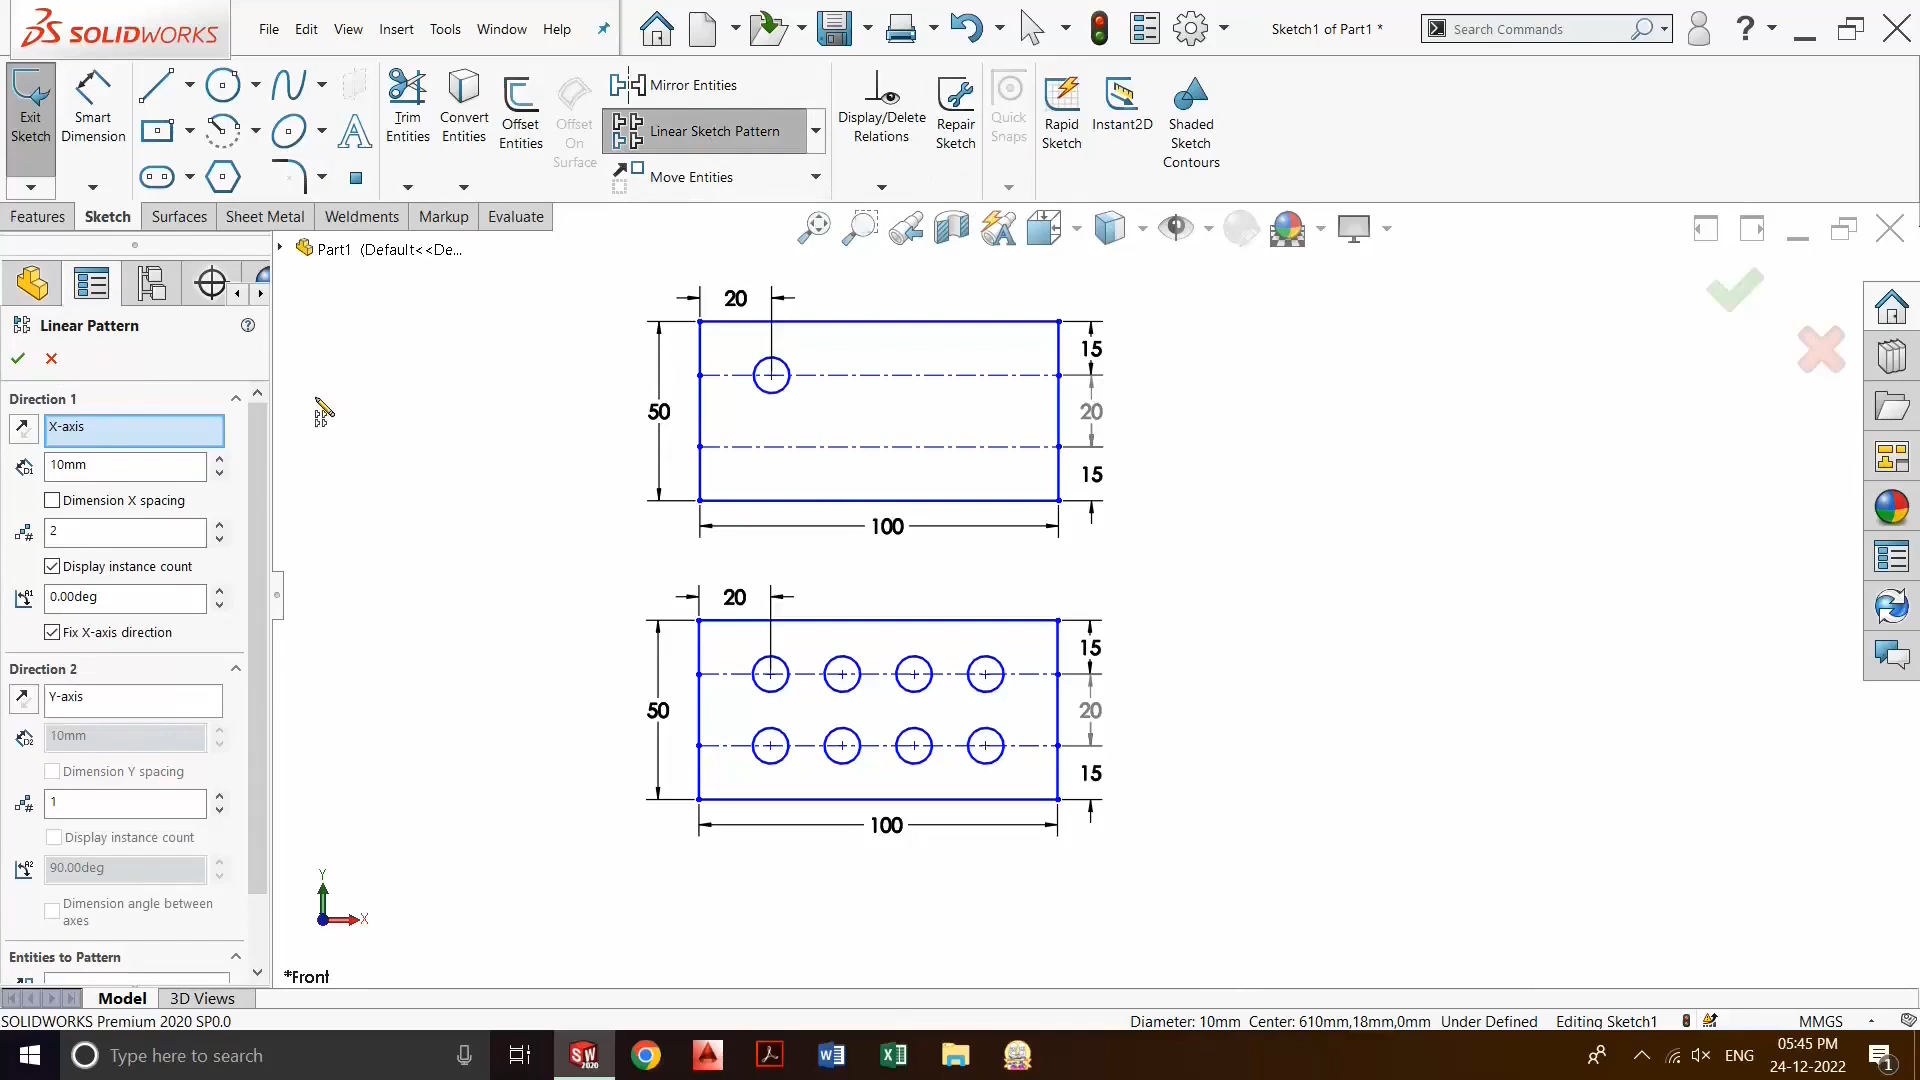 SOLIDWORKS
File Edit View Insert Tools Window Help
Sketch1 of Part1 *
Search Commands
?
Exit Sketch
Smart Dimension
Trim Entities
Convert Entities
Offset Entities
Offset On Surface
Mirror Entities
Linear Sketch Pattern
Move Entities
Display/Delete Relations
Repair Sketch
Quick Snaps
Rapid Sketch
Instant2D
Shaded Sketch Contours
Features Sketch Surfaces Sheet Metal Weldments Markup Evaluate
Part1 (Default<<De...
Linear Pattern
?
Direction 1
X-axis
D1
10mm
Dimension X spacing
#
2
Display instance count
A1
0.00deg
Fix X-axis direction
Direction 2
Y-axis
D2
10mm
Dimension Y spacing
#
1
Display instance count
A2
90.00deg
Dimension angle between
axes
Entities to Pattern
20
15
50
20
15
100
20
15
50
20
15
100
Y
X
*Front
Model 3D Views
SOLIDWORKS Premium 2020 SP0.0
Diameter: 10mm Center: 610mm,18mm,0mm Under Defined Editing Sketch1
MMGS
Type here to search
SW
2020
ENG
05:45 PM
24-12-2022
1